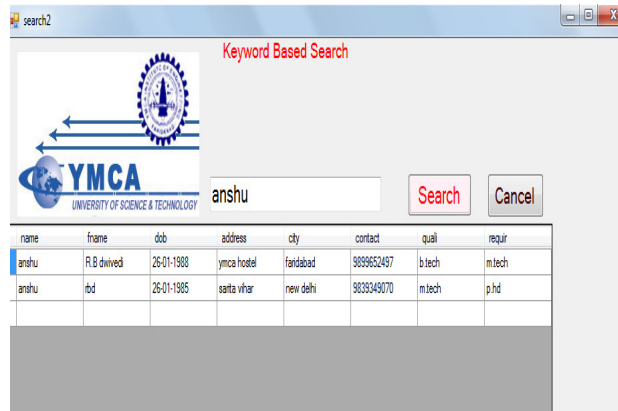 search2
Keyword Based Search
YMCA
UNIVERSITY OF SCIENCE & TECHNOLOGY
anshu
Search
Cancel
name fname dob address city contact quali requir
anshu R.B dwivedi 26-01-1988 ymca hostel faridabad 9899652497 b.tech m.tech
anshu rbd 26-01-1985 sarita vihar new delhi 9839349070 m.tech p.hd